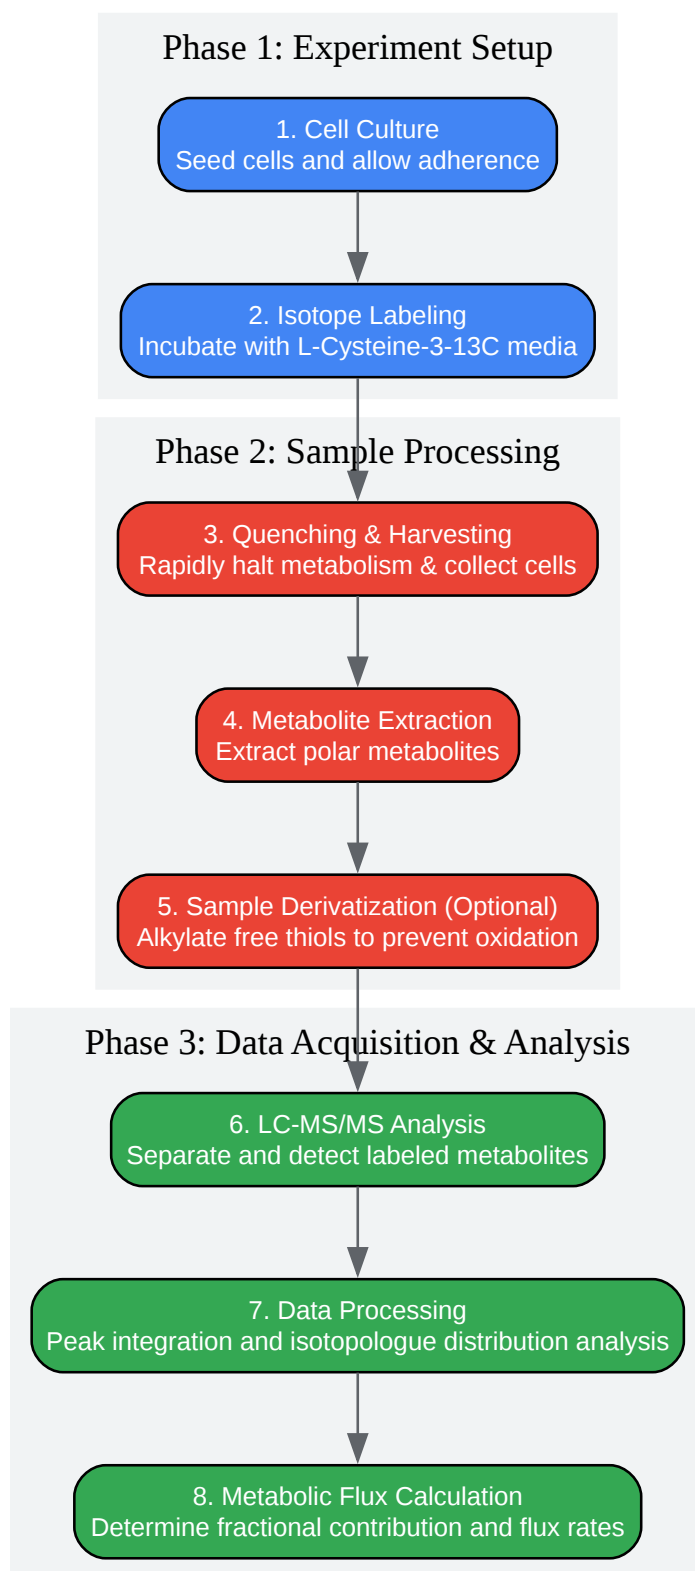 Phase 1: Experiment Setup
1. Cell Culture
Seed cells and allow adherence
2. Isotope Labeling
Incubate with L-Cysteine-3-13C media
Phase 2: Sample Processing
3. Quenching & Harvesting
Rapidly halt metabolism & collect cells
4. Metabolite Extraction
Extract polar metabolites
5. Sample Derivatization (Optional)
Alkylate free thiols to prevent oxidation
Phase 3: Data Acquisition & Analysis
6. LC-MS/MS Analysis
Separate and detect labeled metabolites
7. Data Processing
Peak integration and isotopologue distribution analysis
8. Metabolic Flux Calculation
Determine fractional contribution and flux rates